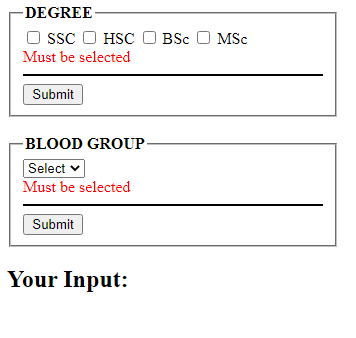 DEGREE
SSC HSC BSc MSc
Must be selected
Submit
BLOOD GROUP
Select
Must be selected
Submit
Your Input: